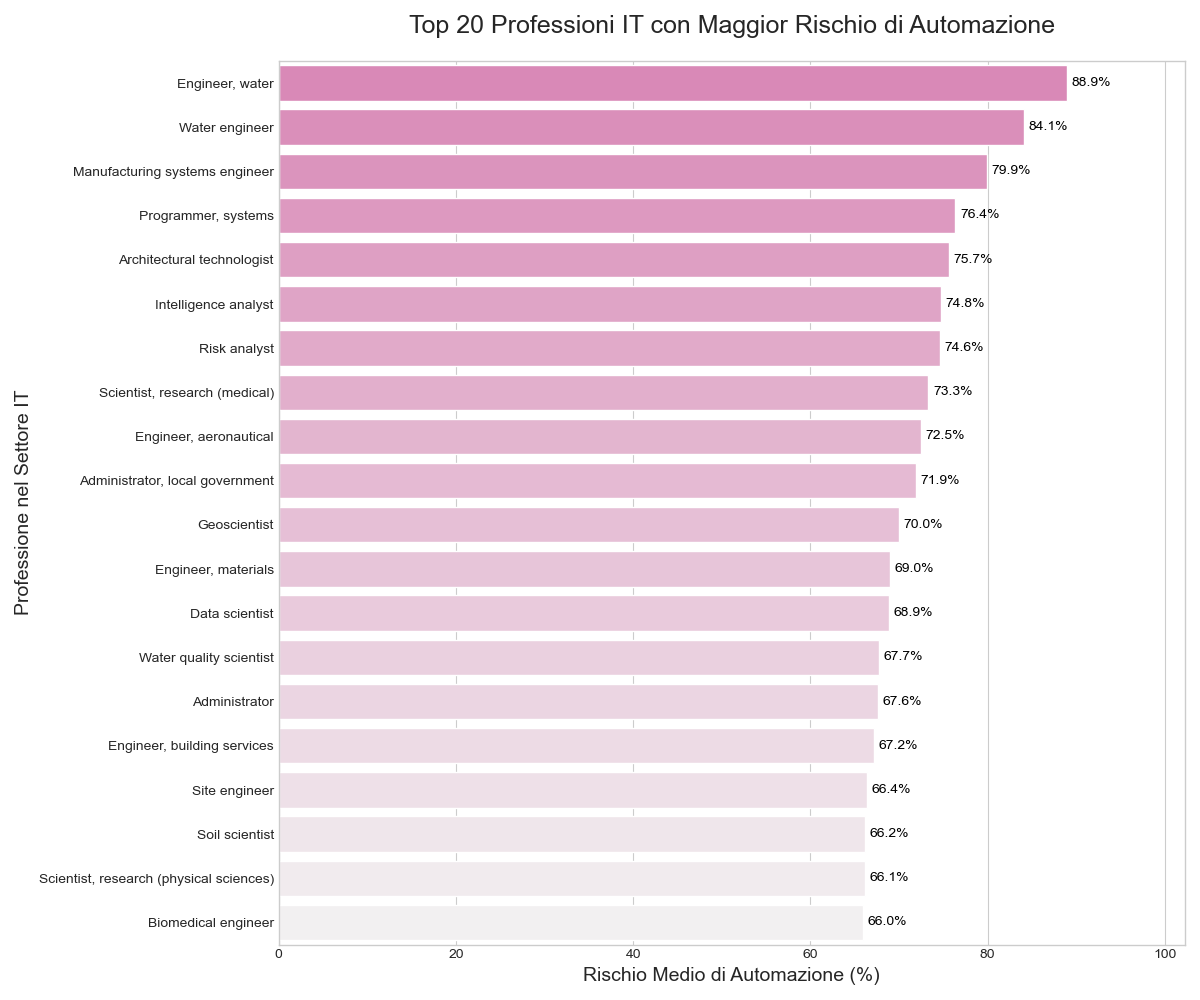 Top 20 Professioni IT con Maggior Rischio di Automazione
Professione nel Settore IT
Engineer, water 88.9%
Water engineer 84.1%
Manufacturing systems engineer 79.9%
Programmer, systems 76.4%
Architectural technologist 75.7%
Intelligence analyst 74.8%
Risk analyst 74.6%
Scientist, research (medical) 73.3%
Engineer, aeronautical 72.5%
Administrator, local government 71.9%
Geoscientist 70.0%
Engineer, materials 69.0%
Data scientist 68.9%
Water quality scientist 67.7%
Administrator 67.6%
Engineer, building services 67.2%
Site engineer 66.4%
Soil scientist 66.2%
Scientist, research (physical sciences) 66.1%
Biomedical engineer 66.0%
0 20 40 60 80 100
Rischio Medio di Automazione (%)